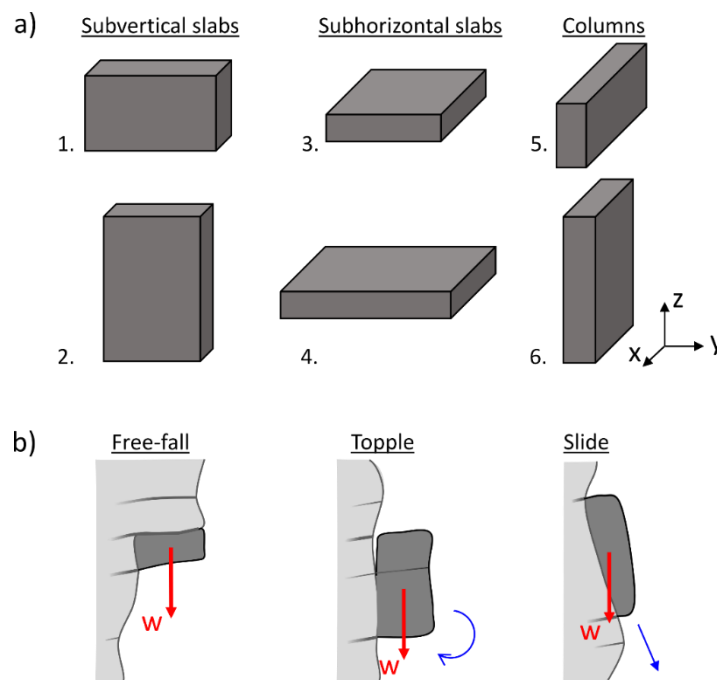 a)
Subvertical slabs Subhorizontal slabs Columns
1. 3. 5.
2. 4. 6.
z
x y
b)
Free-fall Topple Slide
W W W